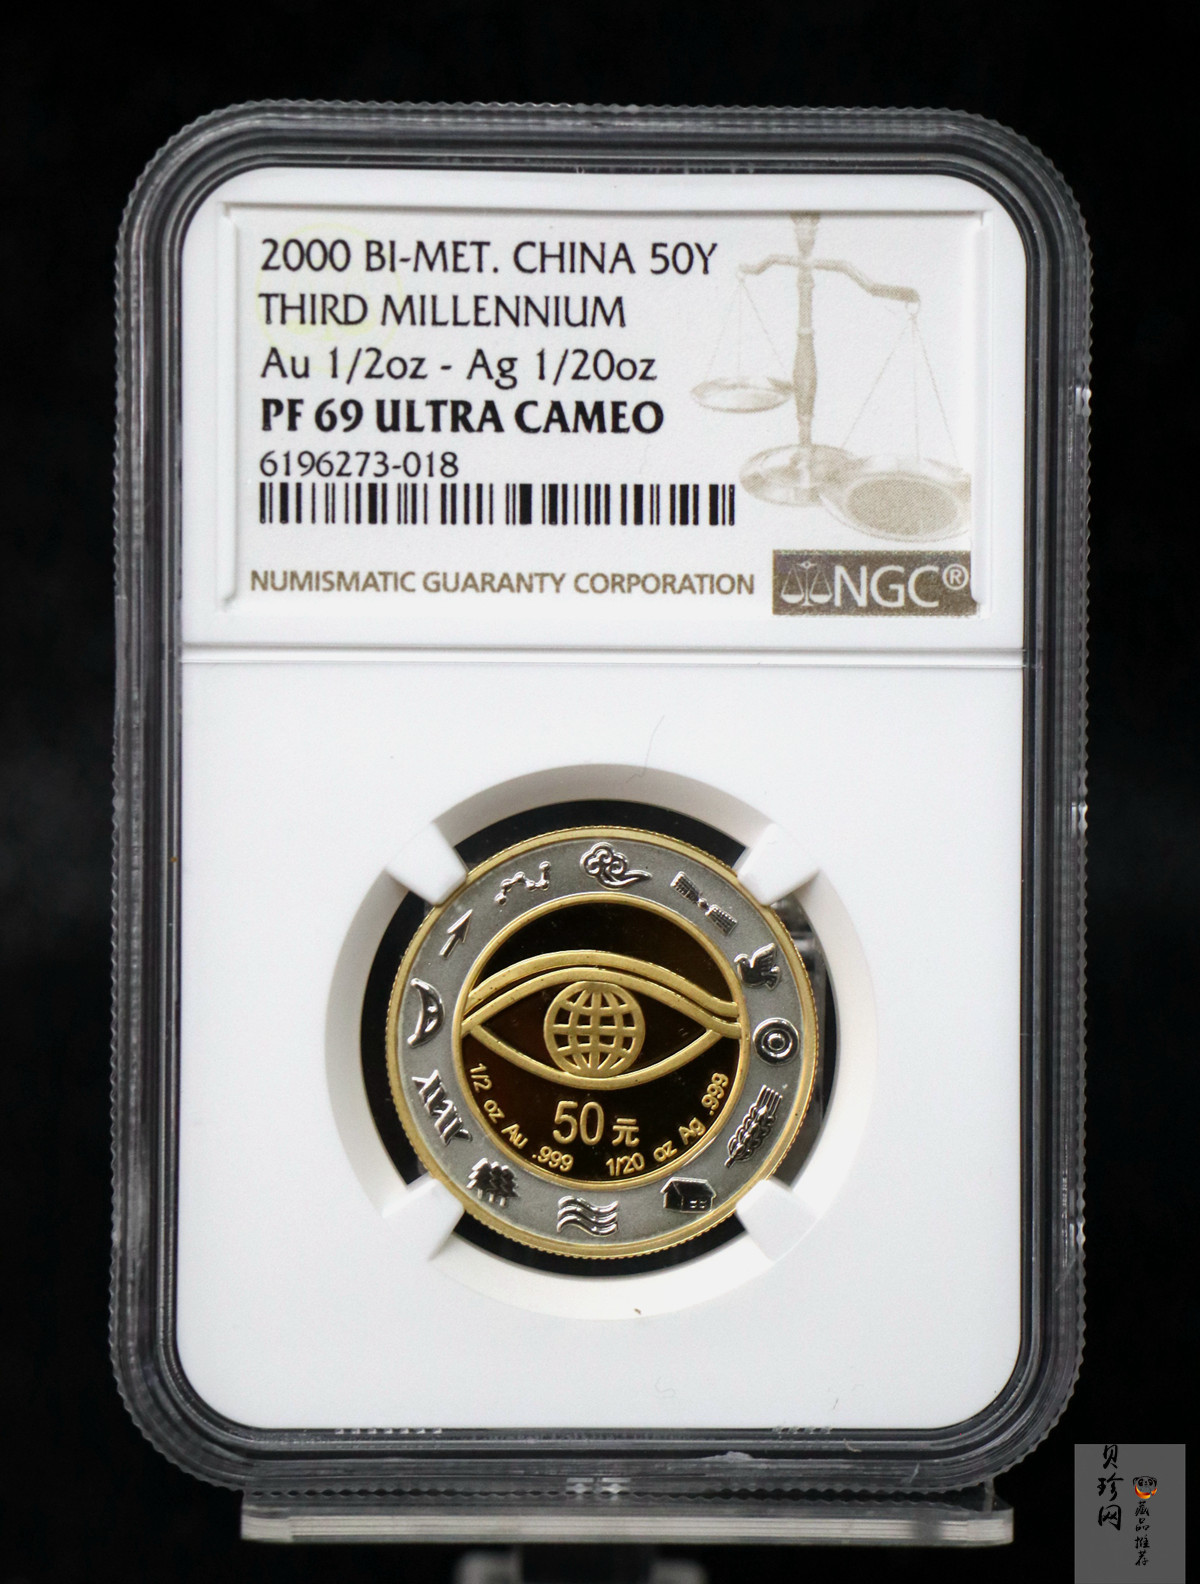 2000 BI-MET. CHINA 50Y
THIRD MILLENNIUM
Au 1/2oz - Ag 1/20oz
PF 69 ULTRA CAMEO
6196273-018
NUMISMATIC GUARANTY CORPORATION
NGC®
50元
1/2 oz Au .999
1/20 oz Ag .999
贝珍网
藏品推荐